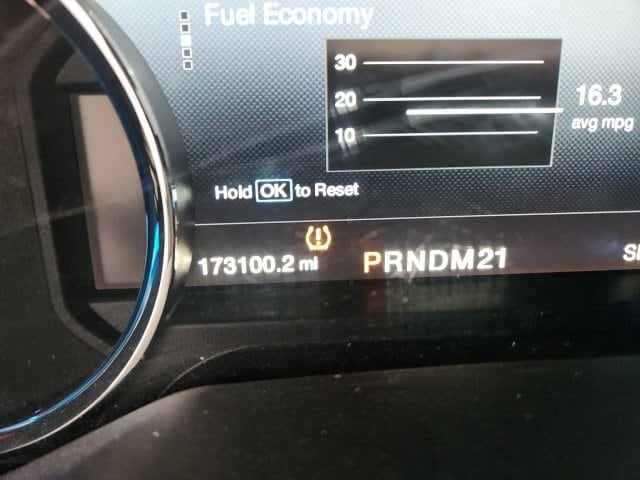 Fuel Economy
30
20
10
16.3
avg mpg
Hold OK to Reset
173100.2 mi
PRNDM21